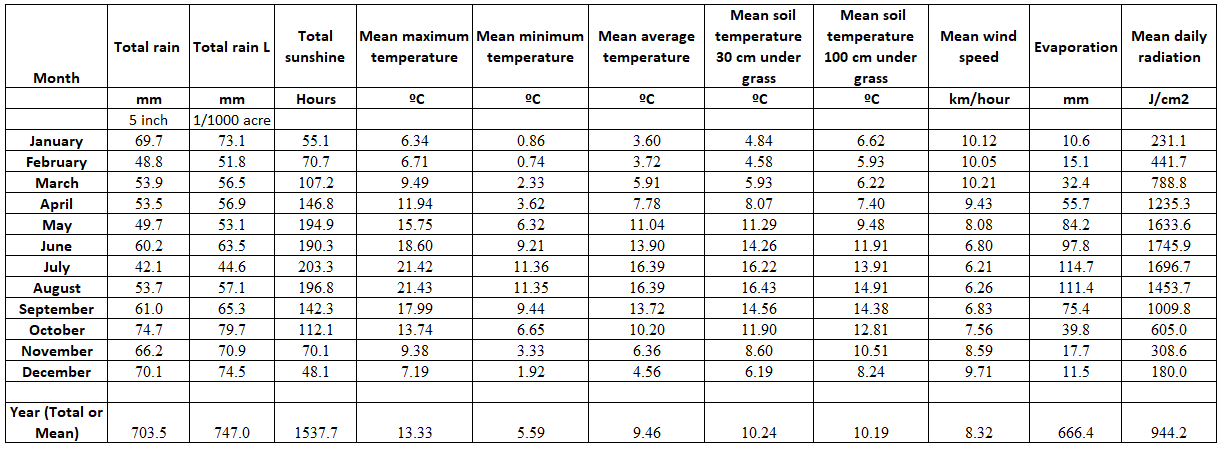 Month Total rain Total rain L Total sunshine Mean maximum temperature Mean minimum temperature Mean average temperature Mean soil temperature 30 cm under grass Mean soil temperature 100 cm under grass Mean wind speed Evaporation Mean daily radiation
mm mm Hours ºC ºC ºC ºC ºC km/hour mm J/cm2
5 inch 1/1000 acre
January 69.7 73.1 55.1 6.34 0.86 3.60 4.84 6.62 10.12 10.6 231.1
February 48.8 51.8 70.7 6.71 0.74 3.72 4.58 5.93 10.05 15.1 441.7
March 53.9 56.5 107.2 9.49 2.33 5.91 5.93 6.22 10.21 32.4 788.8
April 53.5 56.9 146.8 11.94 3.62 7.78 8.07 7.40 9.43 55.7 1235.3
May 49.7 53.1 194.9 15.75 6.32 11.04 11.29 9.48 8.08 84.2 1633.6
June 60.2 63.5 190.3 18.60 9.21 13.90 14.26 11.91 6.80 97.8 1745.9
July 42.1 44.6 203.3 21.42 11.36 16.39 16.22 13.91 6.21 114.7 1696.7
August 53.7 57.1 196.8 21.43 11.35 16.39 16.43 14.91 6.26 111.4 1453.7
September 61.0 65.3 142.3 17.99 9.44 13.72 14.56 14.38 6.83 75.4 1009.8
October 74.7 79.7 112.1 13.74 6.65 10.20 11.90 12.81 7.56 39.8 605.0
November 66.2 70.9 70.1 9.38 3.33 6.36 8.60 10.51 8.59 17.7 308.6
December 70.1 74.5 48.1 7.19 1.92 4.56 6.19 8.24 9.71 11.5 180.0
Year (Total or Mean) 703.5 747.0 1537.7 13.33 5.59 9.46 10.24 10.19 8.32 666.4 944.2